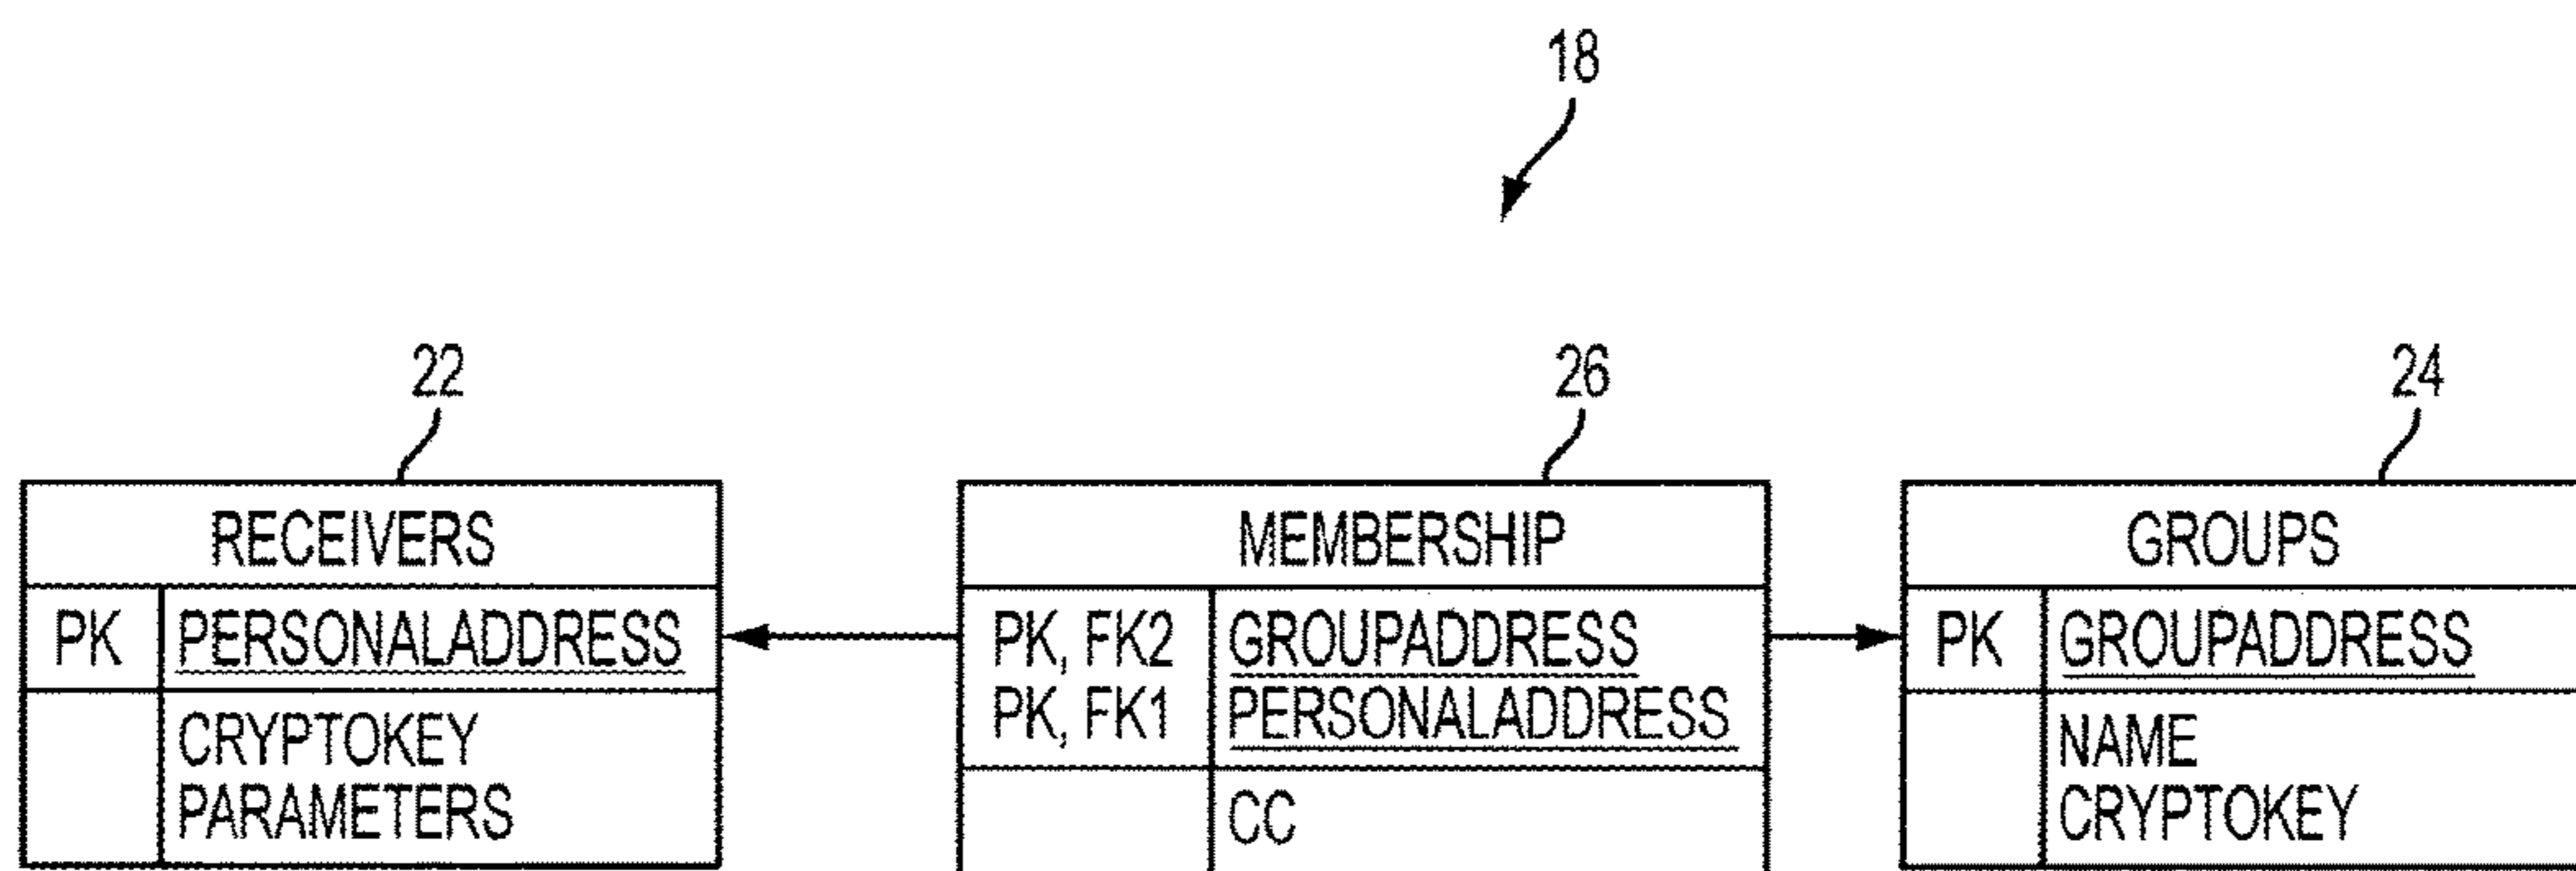 18
22
26
24
RECEIVERS
PK PERSONALADDRESS
CRYPTOKEY
PARAMETERS
MEMBERSHIP
PK, FK2 GROUPADDRESS
PK, FK1 PERSONALADDRESS
CC
GROUPS
PK GROUPADDRESS
NAME
CRYPTOKEY